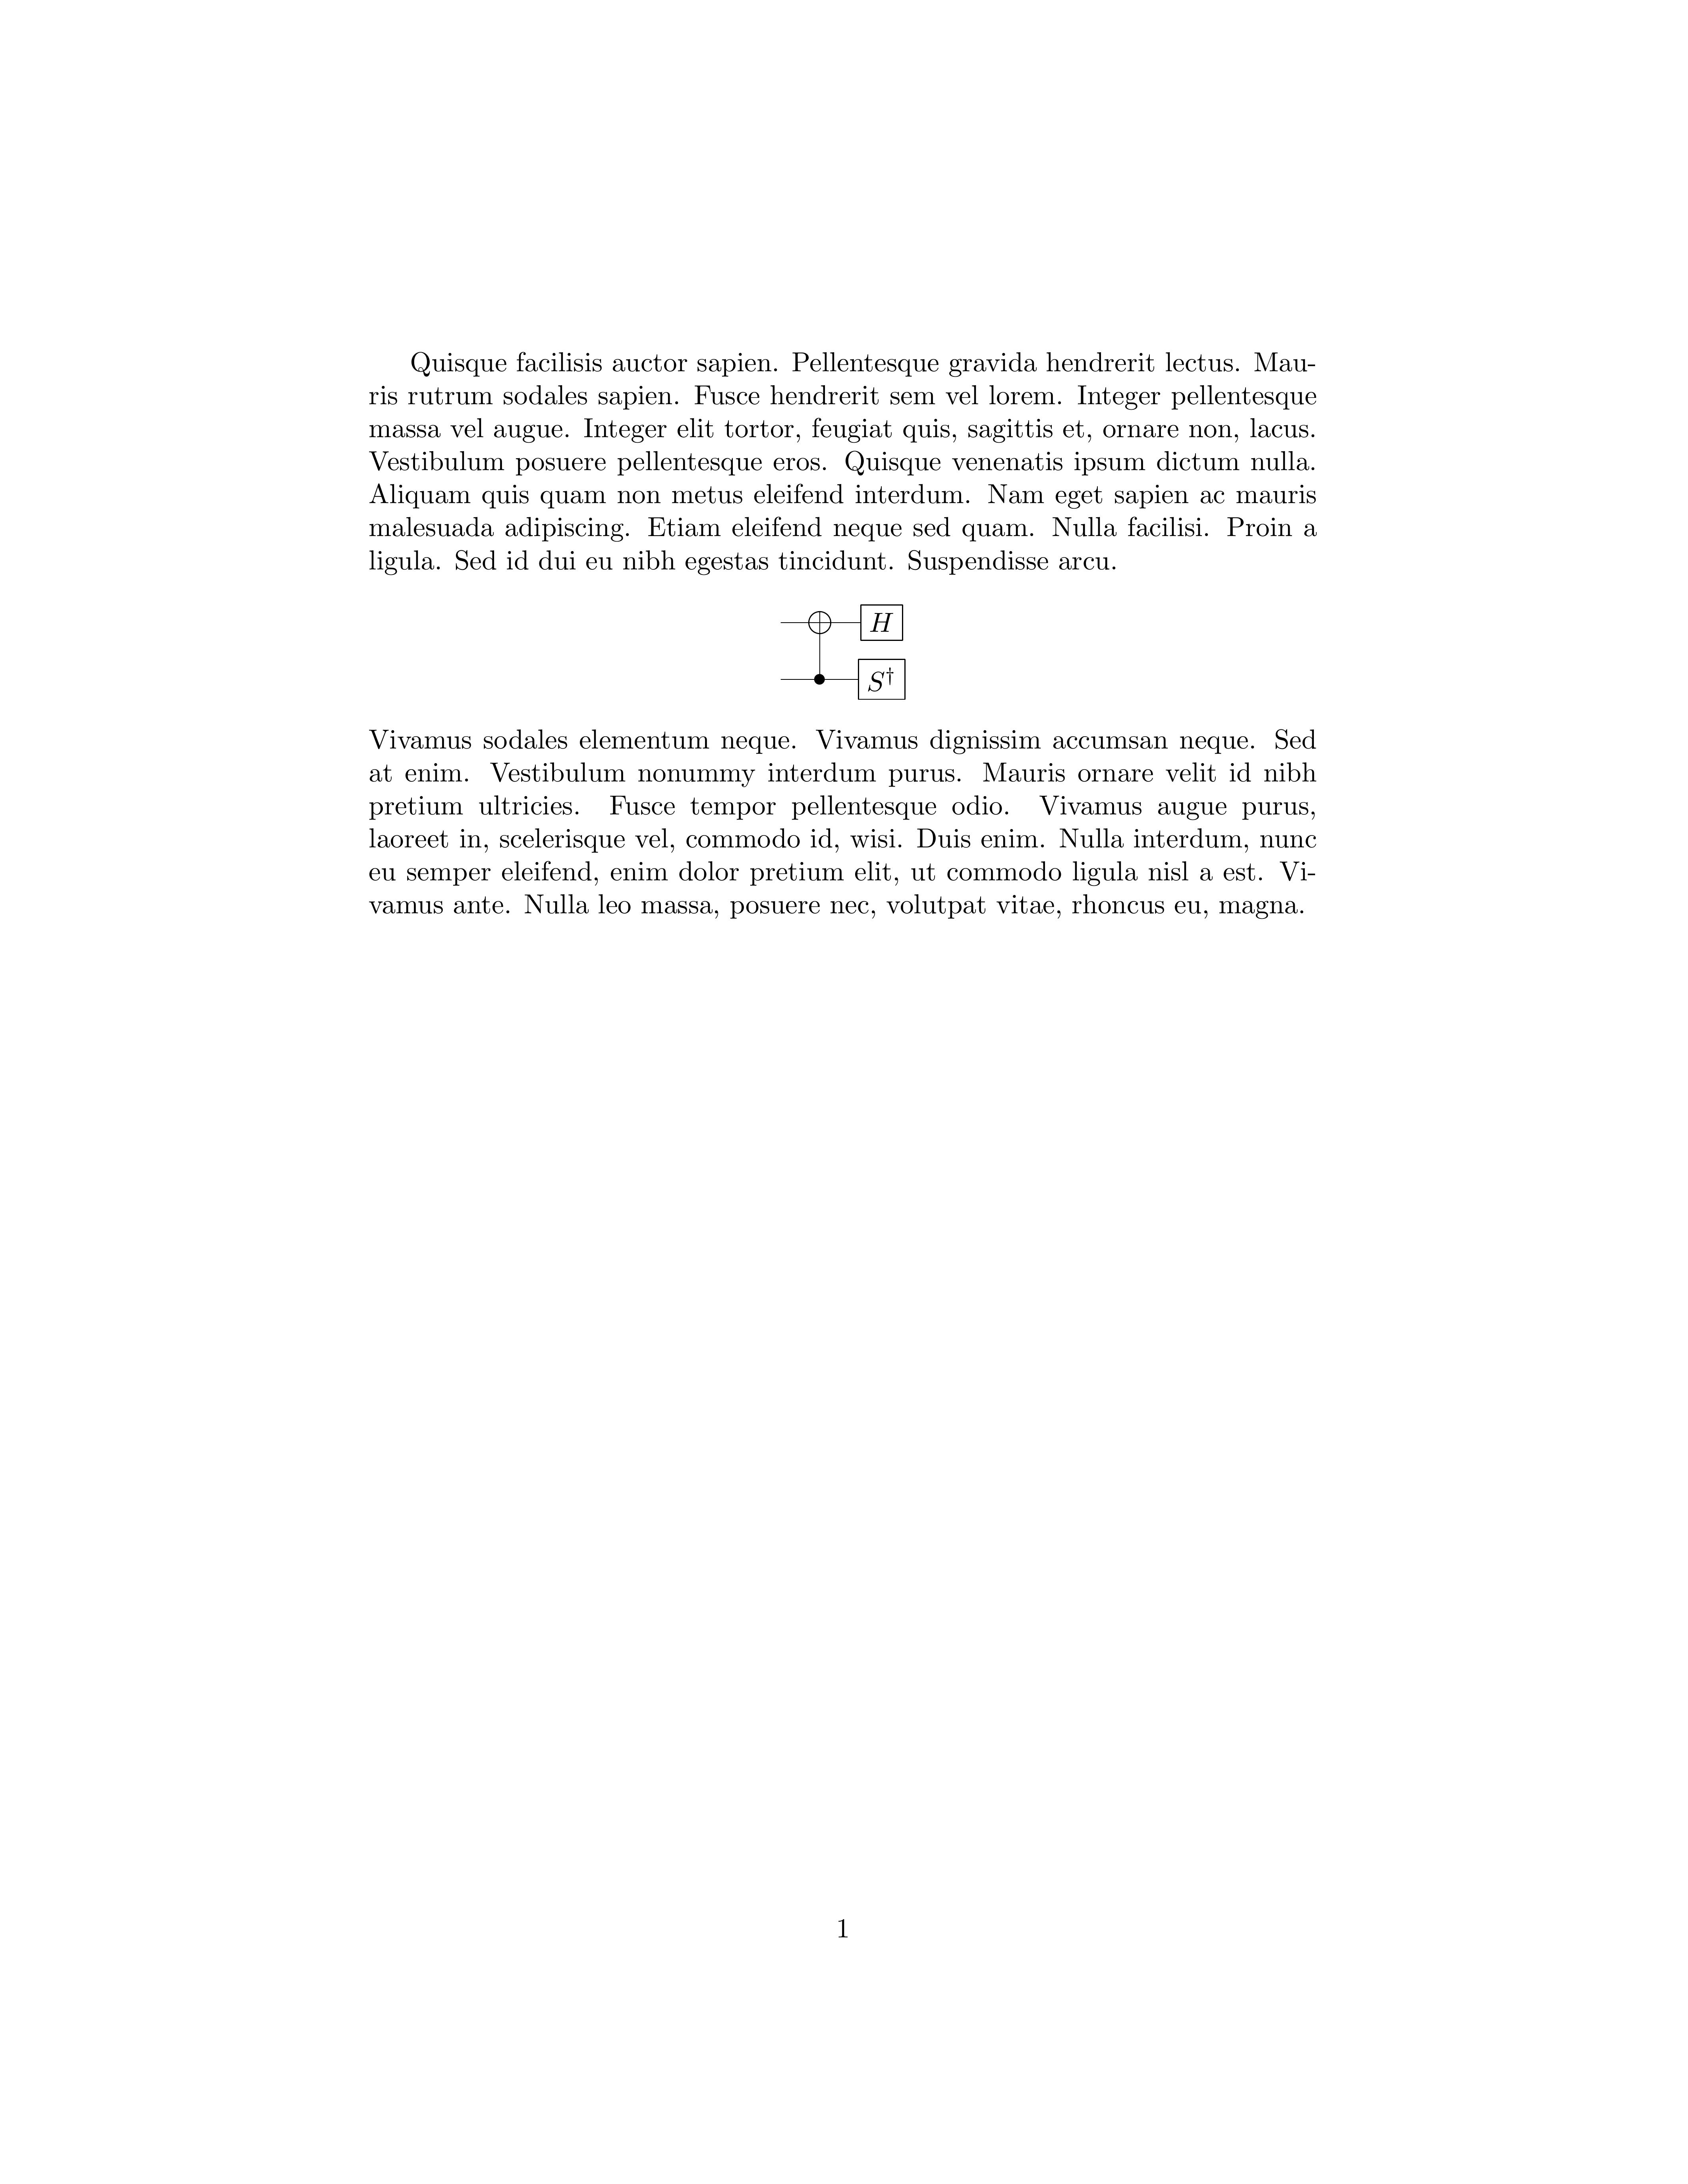 Quisque facilisis auctor sapien. Pellentesque gravida hendrerit lectus. Mau-
ris rutrum sodales sapien. Fusce hendrerit sem vel lorem. Integer pellentesque
massa vel augue. Integer elit tortor, feugiat quis, sagittis et, ornare non, lacus.
Vestibulum posuere pellentesque eros. Quisque venenatis ipsum dictum nulla.
Aliquam quis quam non metus eleifend interdum. Nam eget sapien ac mauris
malesuada adipiscing. Etiam eleifend neque sed quam. Nulla facilisi. Proin a
ligula. Sed id dui eu nibh egestas tincidunt. Suspendisse arcu.
H
S†
Vivamus sodales elementum neque. Vivamus dignissim accumsan neque. Sed
at enim. Vestibulum nonummy interdum purus. Mauris ornare velit id nibh
pretium ultricies. Fusce tempor pellentesque odio. Vivamus augue purus,
laoreet in, scelerisque vel, commodo id, wisi. Duis enim. Nulla interdum, nunc
eu semper eleifend, enim dolor pretium elit, ut commodo ligula nisl a est. Vi-
vamus ante. Nulla leo massa, posuere nec, volutpat vitae, rhoncus eu, magna.
1